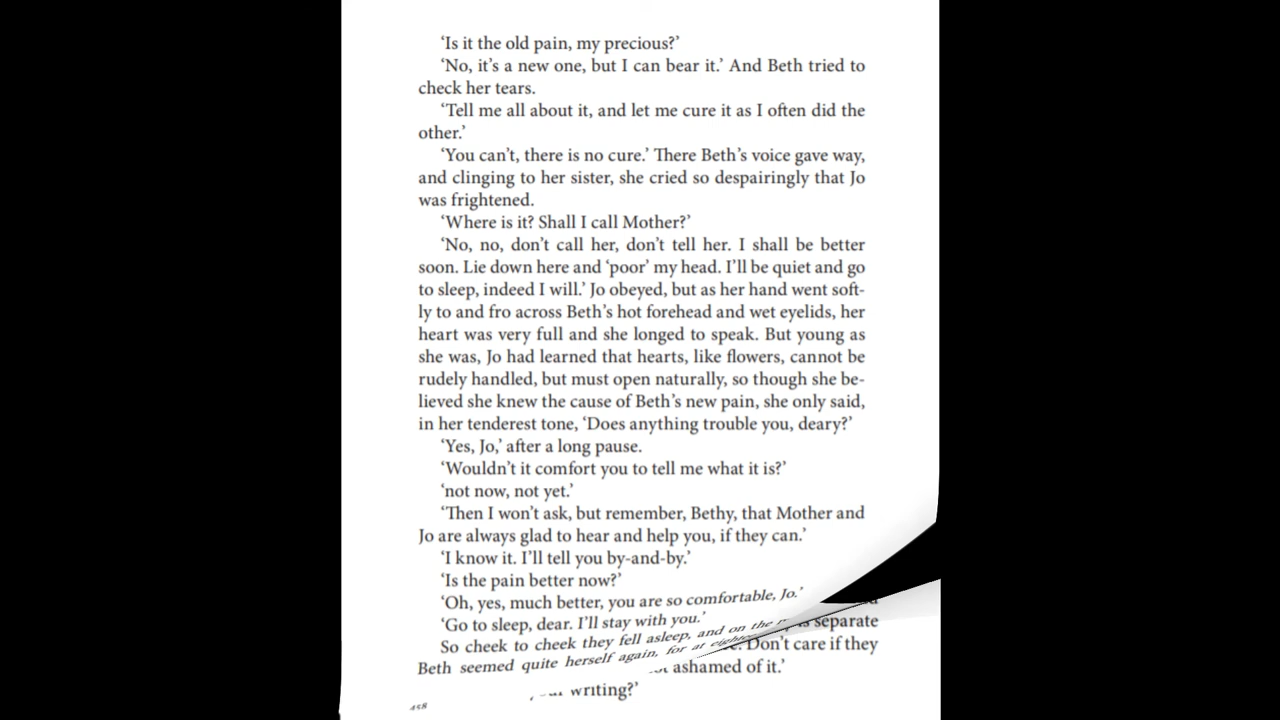 ‘Is it the old pain, my precious?’
‘No, it’s a new one, but I can bear it.’ And Beth tried to
check her tears.
‘Tell me all about it, and let me cure it as I often did the
other.’
‘You can’t, there is no cure.’ There Beth’s voice gave way,
and clinging to her sister, she cried so despairingly that Jo
was frightened.
‘Where is it? Shall I call Mother?’
‘No, no, don’t call her, don’t tell her. I shall be better
soon. Lie down here and ‘poor’ my head. I’ll be quiet and go
to sleep, indeed I will.’ Jo obeyed, but as her hand went soft-
ly to and fro across Beth’s hot forehead and wet eyelids, her
heart was very full and she longed to speak. But young as
she was, Jo had learned that hearts, like flowers, cannot be
rudely handled, but must open naturally, so though she be-
lieved she knew the cause of Beth’s new pain, she only said,
in her tenderest tone, ‘Does anything trouble you, deary?’
‘Yes, Jo,’ after a long pause.
‘Wouldn’t it comfort you to tell me what it is?’
‘not now, not yet.’
‘Then I won’t ask, but remember, Bethy, that Mother and
Jo are always glad to hear and help you, if they can.’
‘I know it. I’ll tell you by-and-by.’
‘Is the pain better now?’
‘Oh, yes, much better, you are so comfortable, Jo.’
‘Go to sleep, dear. I’ll stay with you.’
So cheek to cheek they fell asleep, and on the
Beth seemed quite herself again, for at
separate
Don’t care if they
ashamed of it.’
writing?’
458